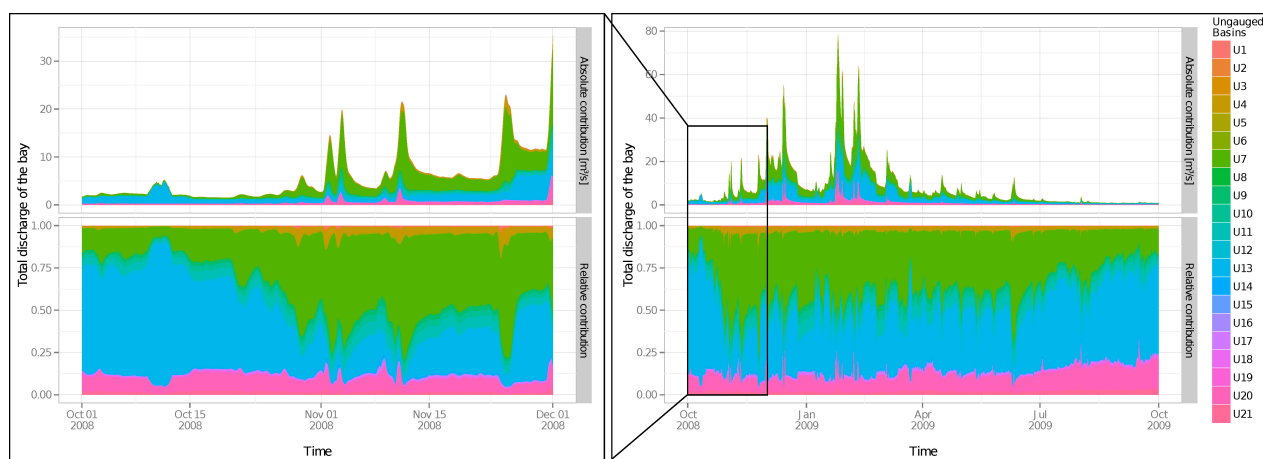 Total discharge of the bay
30
20
10
0
Absolute contribution [m³/s]
1.00
0.75
0.50
0.25
0.00
Relative contribution
Oct 01
2008
Oct 15
2008
Nov 01
2008
Nov 15
2008
Dec 01
2008
Time
Total discharge of the bay
80
60
40
20
0
Absolute contribution [m³/s]
1.00
0.75
0.50
0.25
0.00
Relative contribution
Oct
2008
Jan
2009
Apr
2009
Jul
2009
Oct
2009
Time
Ungauged
Basins
U1
U2
U3
U4
U5
U6
U7
U8
U9
U10
U11
U12
U13
U14
U15
U16
U17
U18
U19
U20
U21